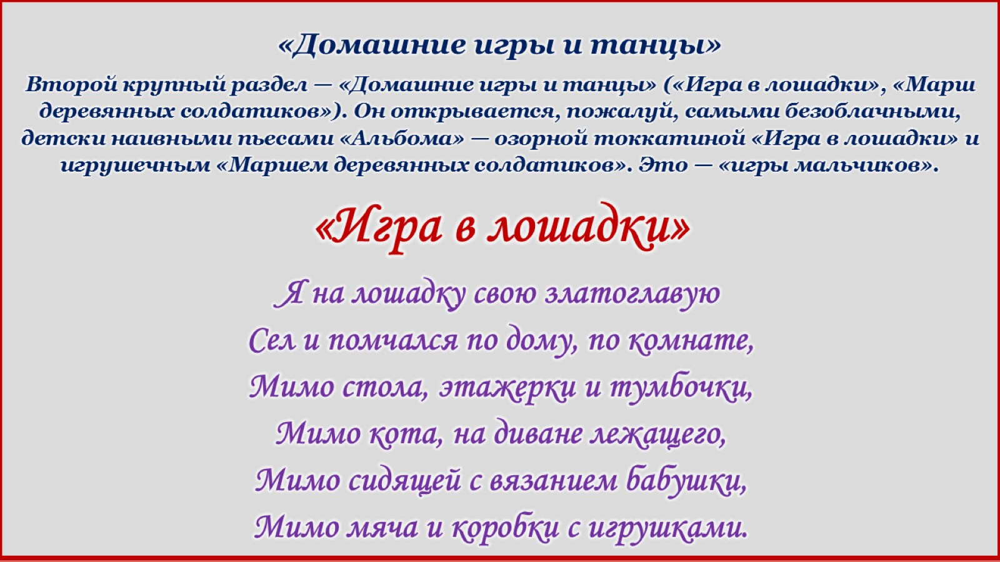 «Домашние игры и танцы»
Второй крупный раздел — «Домашние игры и танцы» («Игра в лошадки», «Марш
деревянных солдатиков»). Он открывается, пожалуй, самыми безоблачными,
детски наивными пьесами «Альбома» — озорной токкатиной «Игра в лошадки» и
игрушечным «Маршем деревянных солдатиков». Это — «игры мальчиков».
«Игра в лошадки»
Я на лошадку свою златоглавую
Сел и помчался по дому, по комнате,
Мимо стола, этажерки и тумбочки,
Мимо кота, на диване лежащего,
Мимо сидящей с вязанием бабушки,
Мимо мяча и коробки с игрушками.